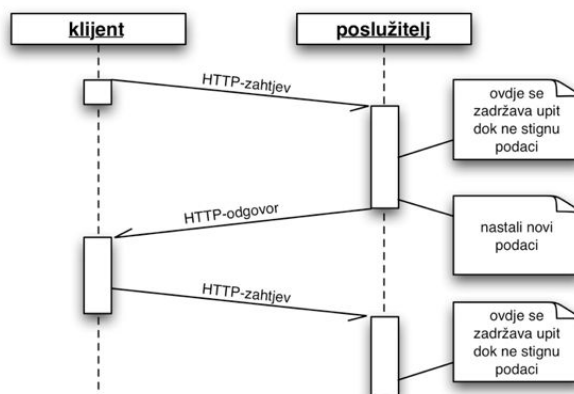 klijent
poslužitelj
HTTP-zahtjev
ovdje se
zadržava upit
dok ne stignu
podaci
HTTP-odgovor
nastali novi
podaci
HTTP-zahtjev
ovdje se
zadržava upit
dok ne stignu
podaci